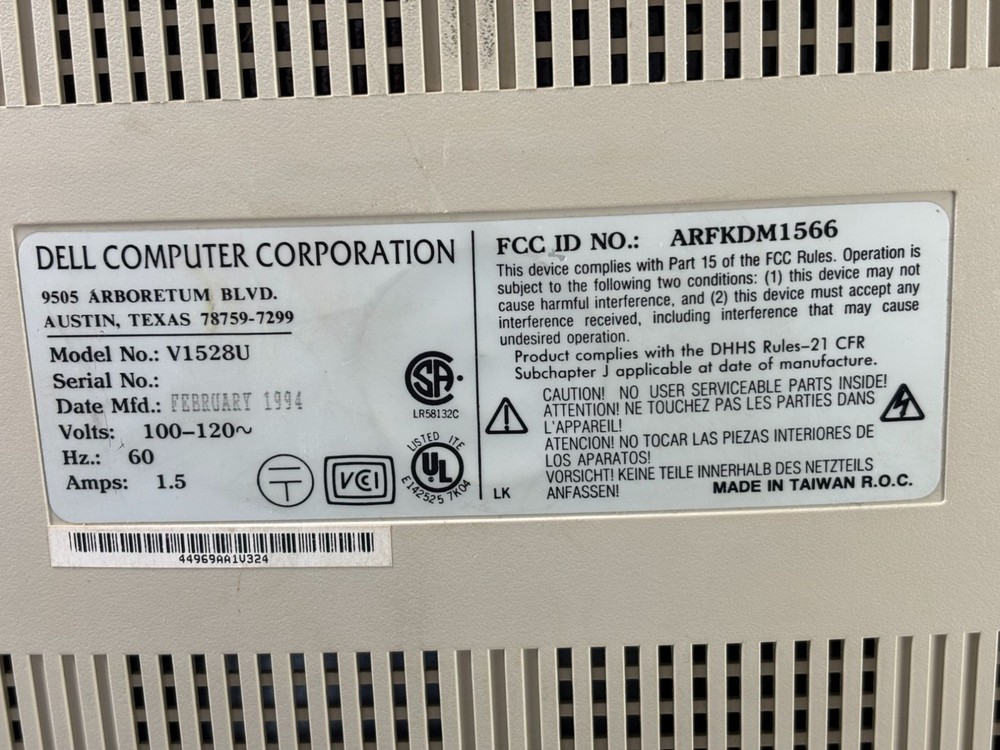 DELL COMPUTER CORPORATION
9505 ARBORETUM BLVD.
AUSTIN, TEXAS 78759-7299
Model No.: V1528U
Serial No.:
Date Mfd.: FEBRUARY 1994
Volts: 100-120~
Hz.: 60
Amps: 1.5
SA
LR58132C
VCCI
LISTED ITE
UL
E142525 7K04
FCC ID NO.: ARFKDM1566
This device complies with Part 15 of the FCC Rules. Operation is
subject to the following two conditions: (1) this device may not
cause harmful interference, and (2) this device must accept any
interference received, including interference that may cause
undesired operation.
Product complies with the DHHS Rules-21 CFR
Subchapter J applicable at date of manufacture.
CAUTION! NO USER SERVICEABLE PARTS INSIDE!
ATTENTION! NE TOUCHEZ PAS LES PARTIES DANS
L'APPAREIL!
ATENCION! NO TOCAR LAS PIEZAS INTERIORES DE
LOS APARATOS!
VORSICHT! KEINE TEILE INNERHALB DES NETZTEILS
ANFASSEN!
LK
MADE IN TAIWAN R.O.C.
44969AA1V324